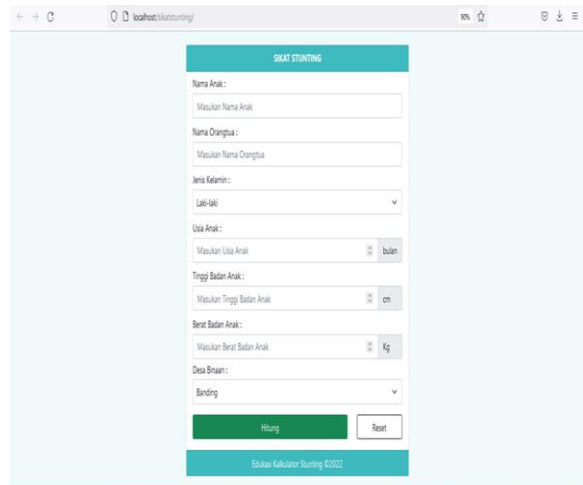 localhost/sikatstunting/
90%
SIKAT STUNTING
Nama Anak :
Masukan Nama Anak
Nama Orangtua :
Masukan Nama Orangtua
Jenis Kelamin :
Laki-laki
Usia Anak :
Masukan Usia Anak
bulan
Tinggi Badan Anak :
Masukan Tinggi Badan Anak
cm
Berat Badan Anak :
Masukan Berat Badan Anak
Kg
Desa Binaan :
Banding
Hitung
Reset
Edukasi Kalkulator Stunting ©2022